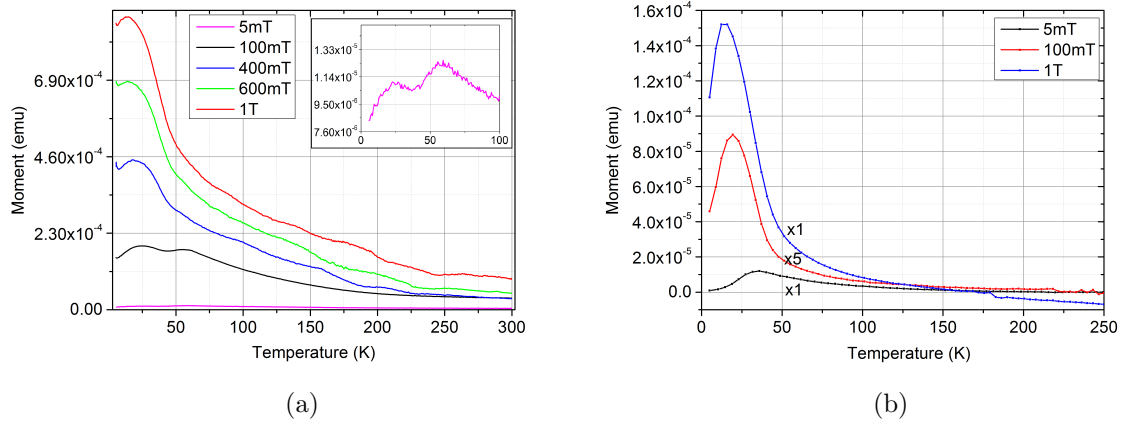 5mT
100mT
400mT
600mT
1T
1.33x10⁻⁵
1.14x10⁻⁵
9.50x10⁻⁶
7.60x10⁻⁶
0
50
100
6.90x10⁻⁴
4.60x10⁻⁴
2.30x10⁻⁴
0.00
Moment (emu)
50
100
150
200
250
300
Temperature (K)
(a)
5mT
100mT
1T
1.6x10⁻⁴
1.4x10⁻⁴
1.2x10⁻⁴
1.0x10⁻⁴
8.0x10⁻⁵
6.0x10⁻⁵
4.0x10⁻⁵
2.0x10⁻⁵
0.0
Moment (emu)
x1
x5
x1
0
50
100
150
200
250
Temperature (K)
(b)